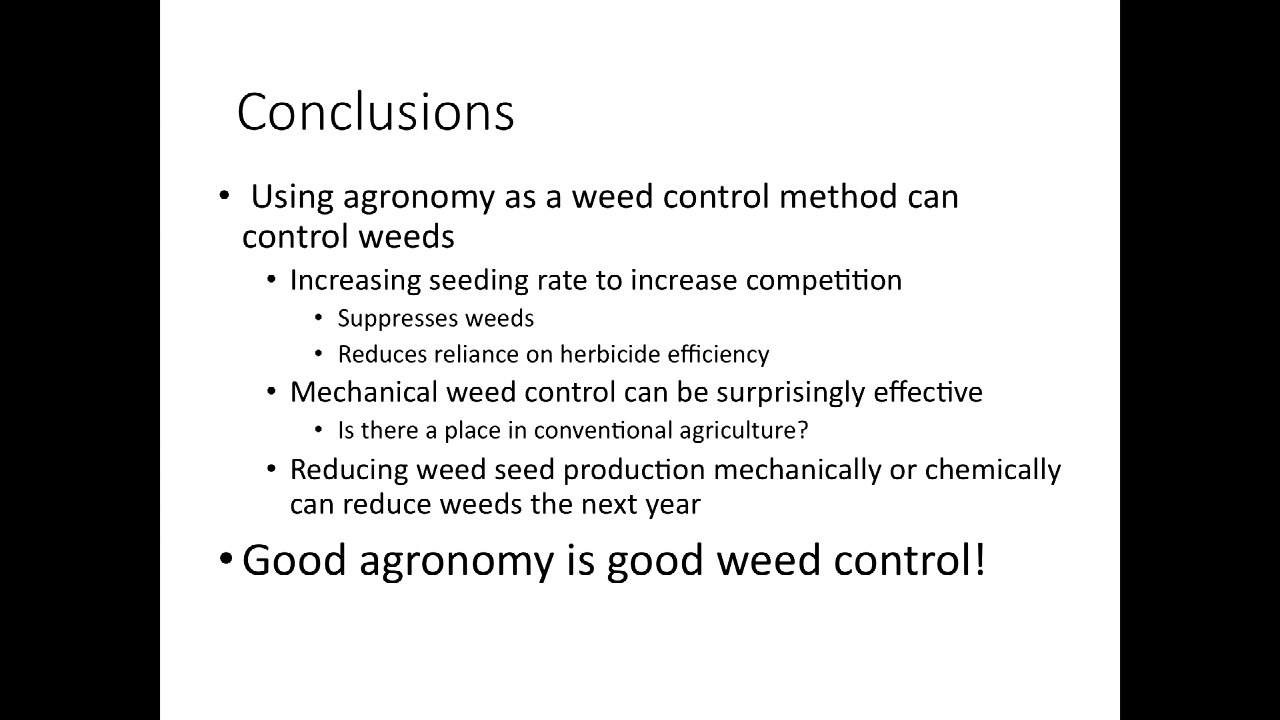 Conclusions
• Using agronomy as a weed control method can
control weeds
• Increasing seeding rate to increase competition
• Suppresses weeds
• Reduces reliance on herbicide efficiency
• Mechanical weed control can be surprisingly effective
• Is there a place in conventional agriculture?
• Reducing weed seed production mechanically or chemically
can reduce weeds the next year
• Good agronomy is good weed control!